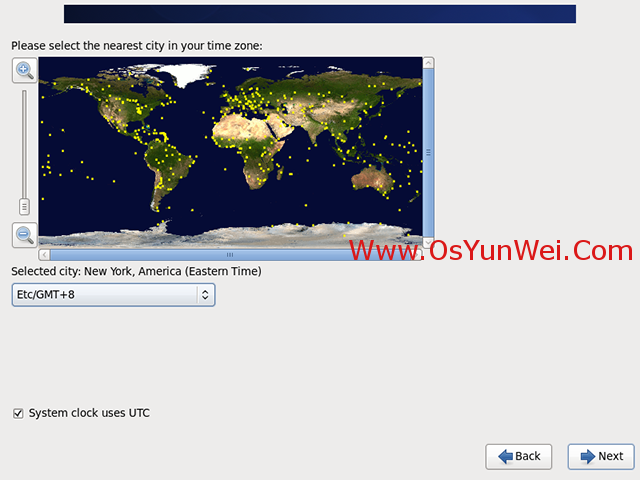 Please select the nearest city in your time zone:
Www.OsYunWei.Com
Selected city: New York, America (Eastern Time)
Etc/GMT+8
System clock uses UTC
Back
Next